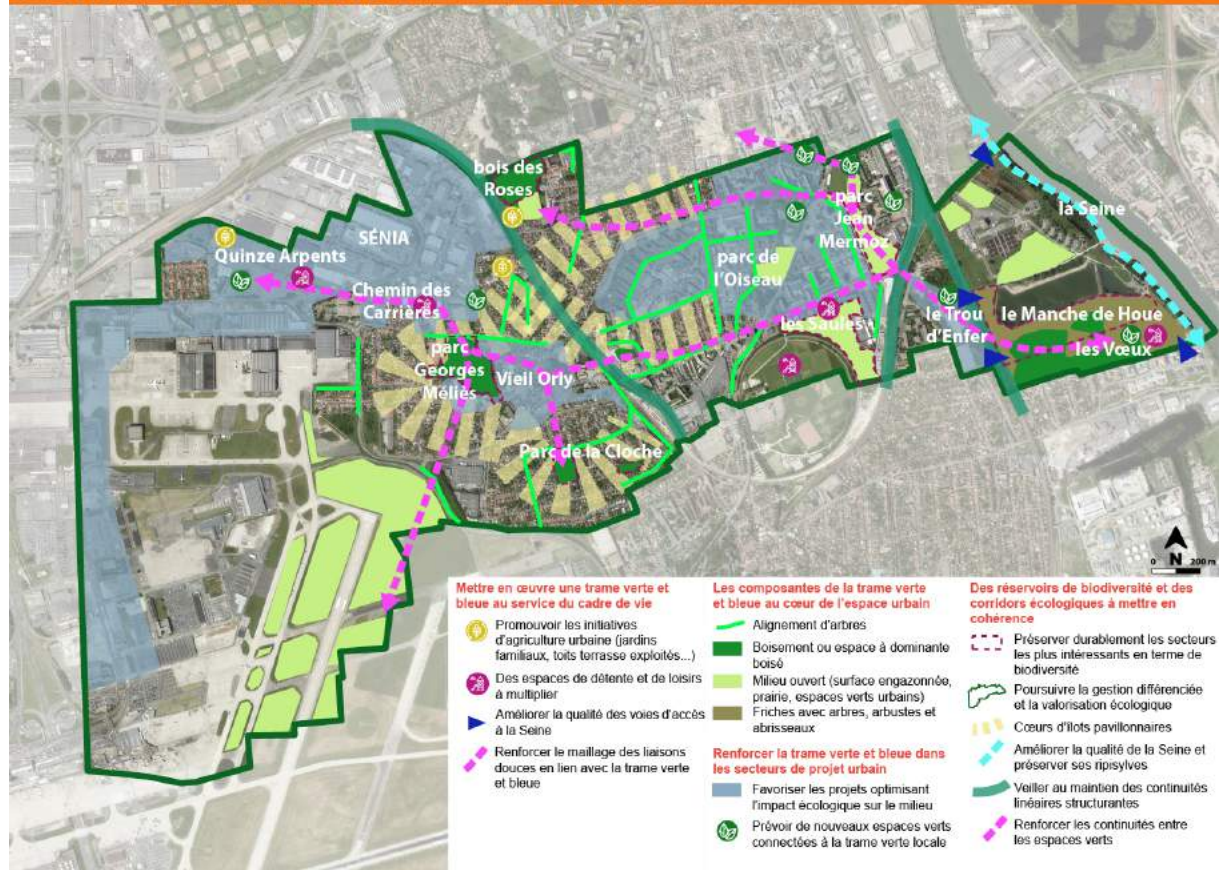 bois des
Roses
SÉNIA
Quinze Arpents
Chemin des
Carrières
parc
Georges
Méliès
Vieil Orly
Parc de la Cloche
parc de
l'Oiseau
parc
Jean
Mermoz
les Saules
la Seine
le Trou
d'Enfer
le Manche de Houe
les Vœux
N
0 200 m
Mettre en œuvre une trame verte et
bleue au service du cadre de vie
Promouvoir les initiatives
d'agriculture urbaine (jardins
familiaux, toits terrasse exploités...)
Des espaces de détente et de loisirs
à multiplier
Améliorer la qualité des voies d'accès
à la Seine
Renforcer le maillage des liaisons
douces en lien avec la trame verte
et bleue
Les composantes de la trame verte
et bleue au cœur de l'espace urbain
Alignement d'arbres
Boisement ou espace à dominante
boisé
Milieu ouvert (surface engazonnée,
prairie, espaces verts urbains)
Friches avec arbres, arbustes et
abrisseaux
Renforcer la trame verte et bleue dans
les secteurs de projet urbain
Favoriser les projets optimisant
l'impact écologique sur le milieu
Prévoir de nouveaux espaces verts
connectées à la trame verte locale
Des réservoirs de biodiversité et des
corridors écologiques à mettre en
cohérence
Préserver durablement les secteurs
les plus intéressants en terme de
biodiversité
Poursuivre la gestion différenciée
et la valorisation écologique
Cœurs d'îlots pavillonnaires
Améliorer la qualité de la Seine et
préserver ses ripisylves
Veiller au maintien des continuités
linéaires structurantes
Renforcer les continuités entre
les espaces verts